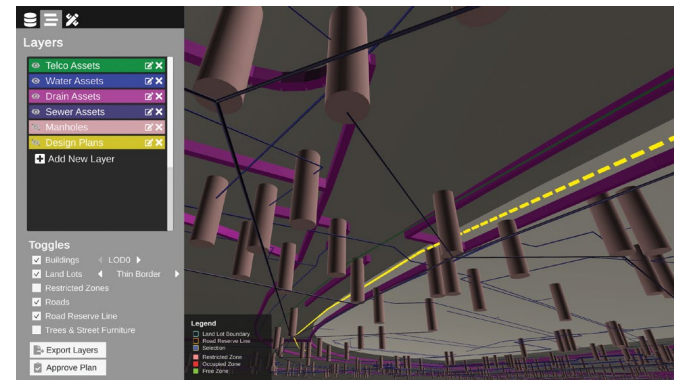 Layers
Telco Assets
Water Assets
Drain Assets
Sewer Assets
Manholes
Design Plans
Add New Layer
Toggles
Buildings LOD0
Land Lots Thin Border
Restricted Zones
Roads
Road Reserve Line
Trees & Street Furniture
Export Layers
Approve Plan
Legend
Land Lot Boundary
Road Reserve Line
Selection
Restricted Zone
Occupied Zone
Free Zone